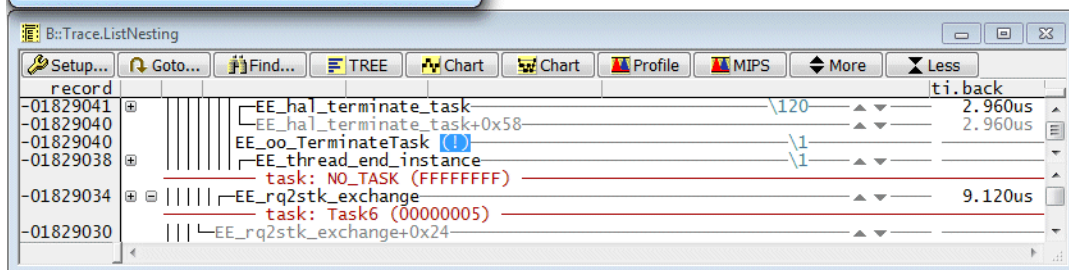 B::Trace.ListNesting
Setup... Goto... Find... TREE Chart Chart Profile MIPS More Less
record ti.back
-01829041 EE_hal_terminate_task \120 2.960us
-01829040 EE_hal_terminate_task+0x58 2.960us
-01829040 EE_oo_TerminateTask (!) \1
-01829038 EE_thread_end_instance \1
task: NO_TASK (FFFFFFFF)
-01829034 EE_rq2stk_exchange 9.120us
task: Task6 (00000005)
-01829030 EE_rq2stk_exchange+0x24